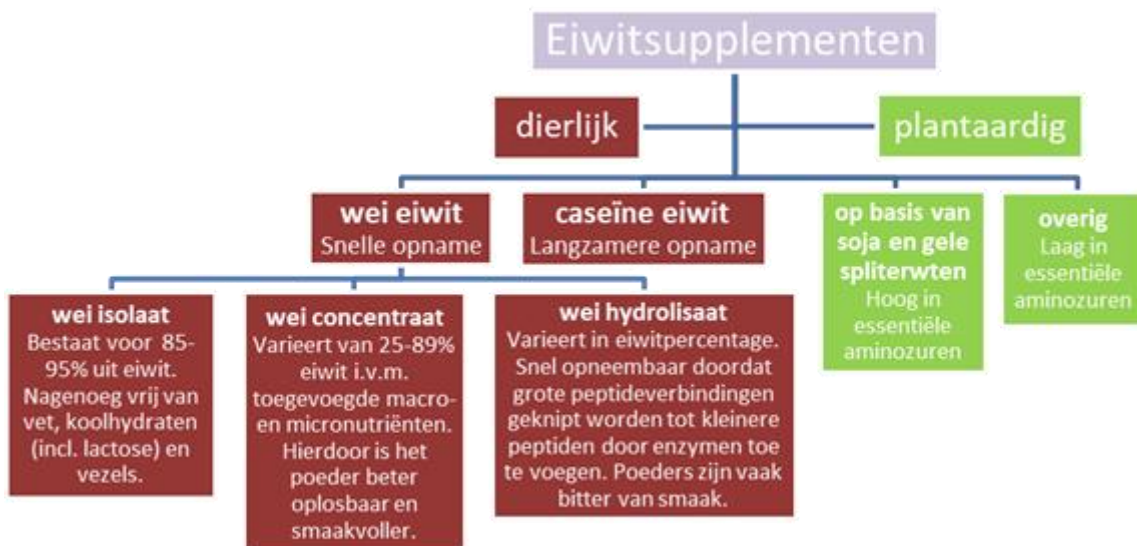 Eiwitsupplementen
dierlijk
plantaardig
wei eiwit
Snelle opname
caseïne eiwit
Langzamere opname
op basis van
soja en gele
spliterwten
Hoog in
essentiële
aminozuren
overig
Laag in
essentiële
aminozuren
wei isolaat
Bestaat voor 85-
95% uit eiwit.
Nagenoeg vrij van
vet, koolhydraten
(incl. lactose) en
vezels.
wei concentraat
Varieert van 25-89%
eiwit i.v.m.
toegevoegde macro-
en micronutriënten.
Hierdoor is het
poeder beter
oplosbaar en
smaakvoller.
wei hydrolisaat
Varieert in eiwitpercentage.
Snel opneembaar doordat
grote peptideverbindingen
geknipt worden tot kleinere
peptiden door enzymen toe
te voegen. Poeders zijn vaak
bitter van smaak.